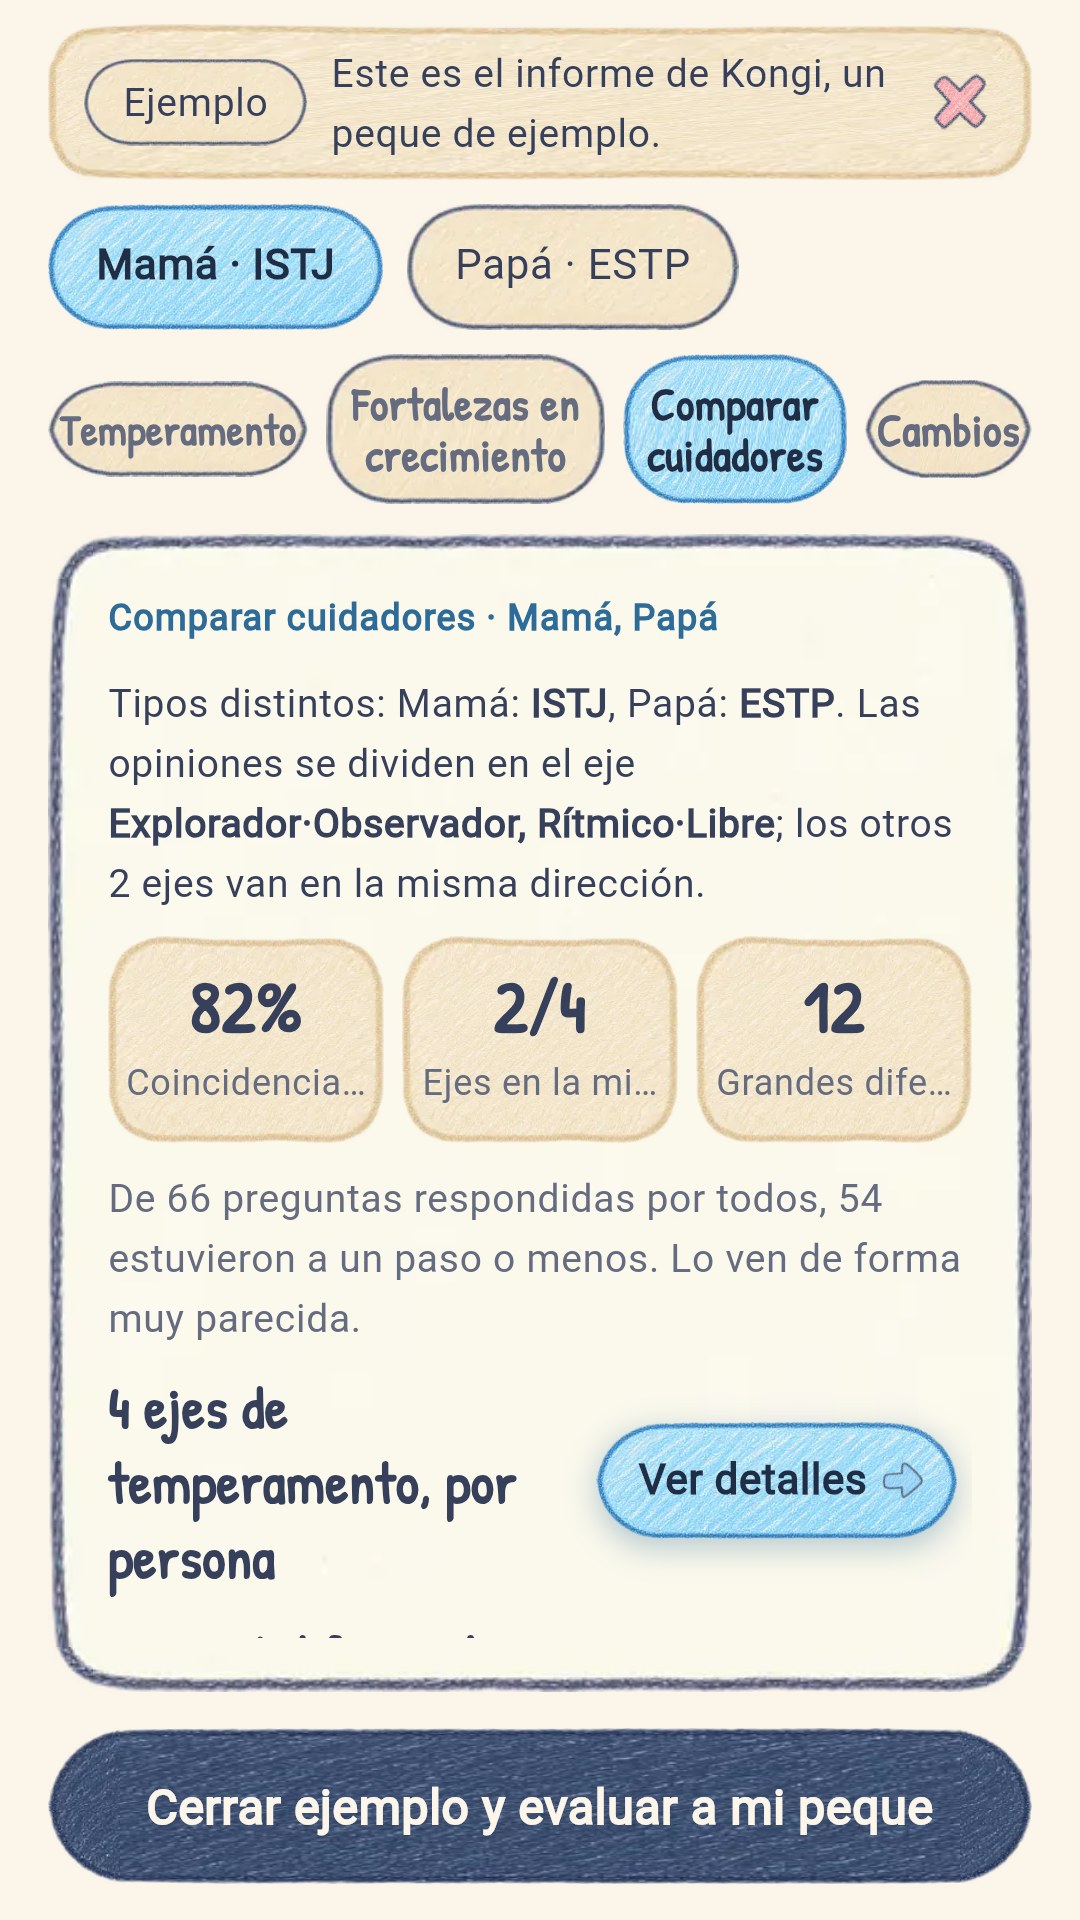 Ejemplo
Este es el informe de Kongi, un
peque de ejemplo.
Mamá · ISTJ
Papá · ESTP
Temperamento
Fortalezas en
crecimiento
Comparar
cuidadores
Cambios
Comparar cuidadores · Mamá, Papá
Tipos distintos: Mamá: ISTJ, Papá: ESTP. Las
opiniones se dividen en el eje
Explorador·Observador, Rítmico·Libre; los otros
2 ejes van en la misma dirección.
82%
Coincidencia…
2/4
Ejes en la mi…
12
Grandes dife…
De 66 preguntas respondidas por todos, 54
estuvieron a un paso o menos. Lo ven de forma
muy parecida.
4 ejes de
temperamento, por
persona
Ver detalles
Cerrar ejemplo y evaluar a mi peque